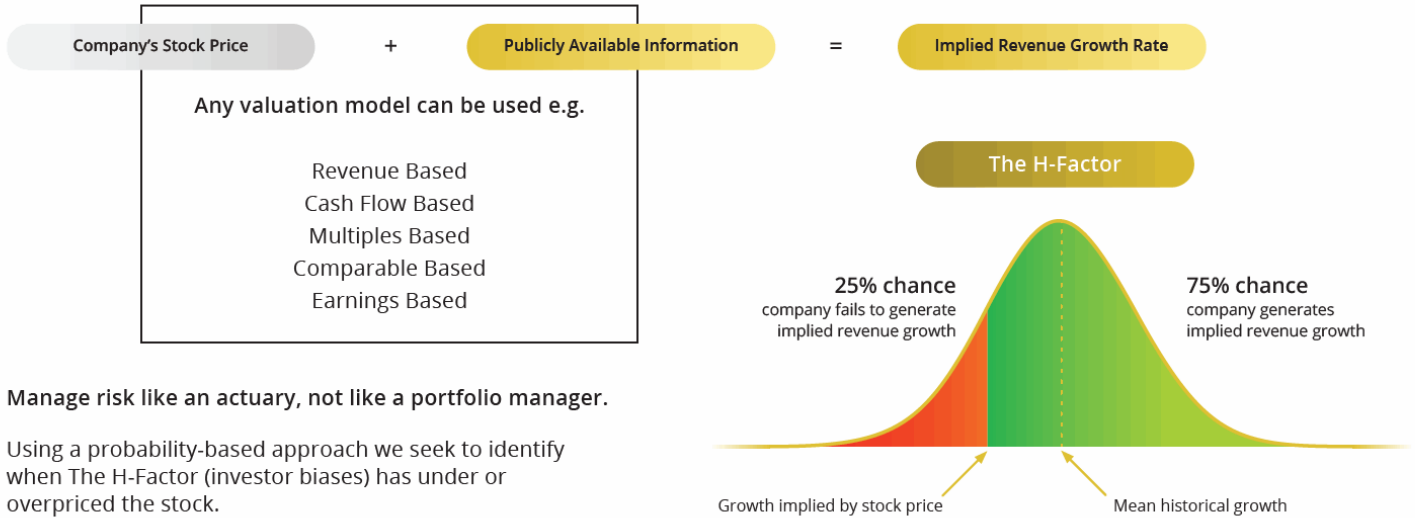 Company's Stock Price + Publicly Available Information = Implied Revenue Growth Rate
Any valuation model can be used e.g.
Revenue Based
Cash Flow Based
Multiples Based
Comparable Based
Earnings Based
Manage risk like an actuary, not like a portfolio manager.
Using a probability-based approach we seek to identify
when The H-Factor (investor biases) has under or
overpriced the stock.
The H-Factor
25% chance
company fails to generate
implied revenue growth
75% chance
company generates
implied revenue growth
Growth implied by stock price
Mean historical growth